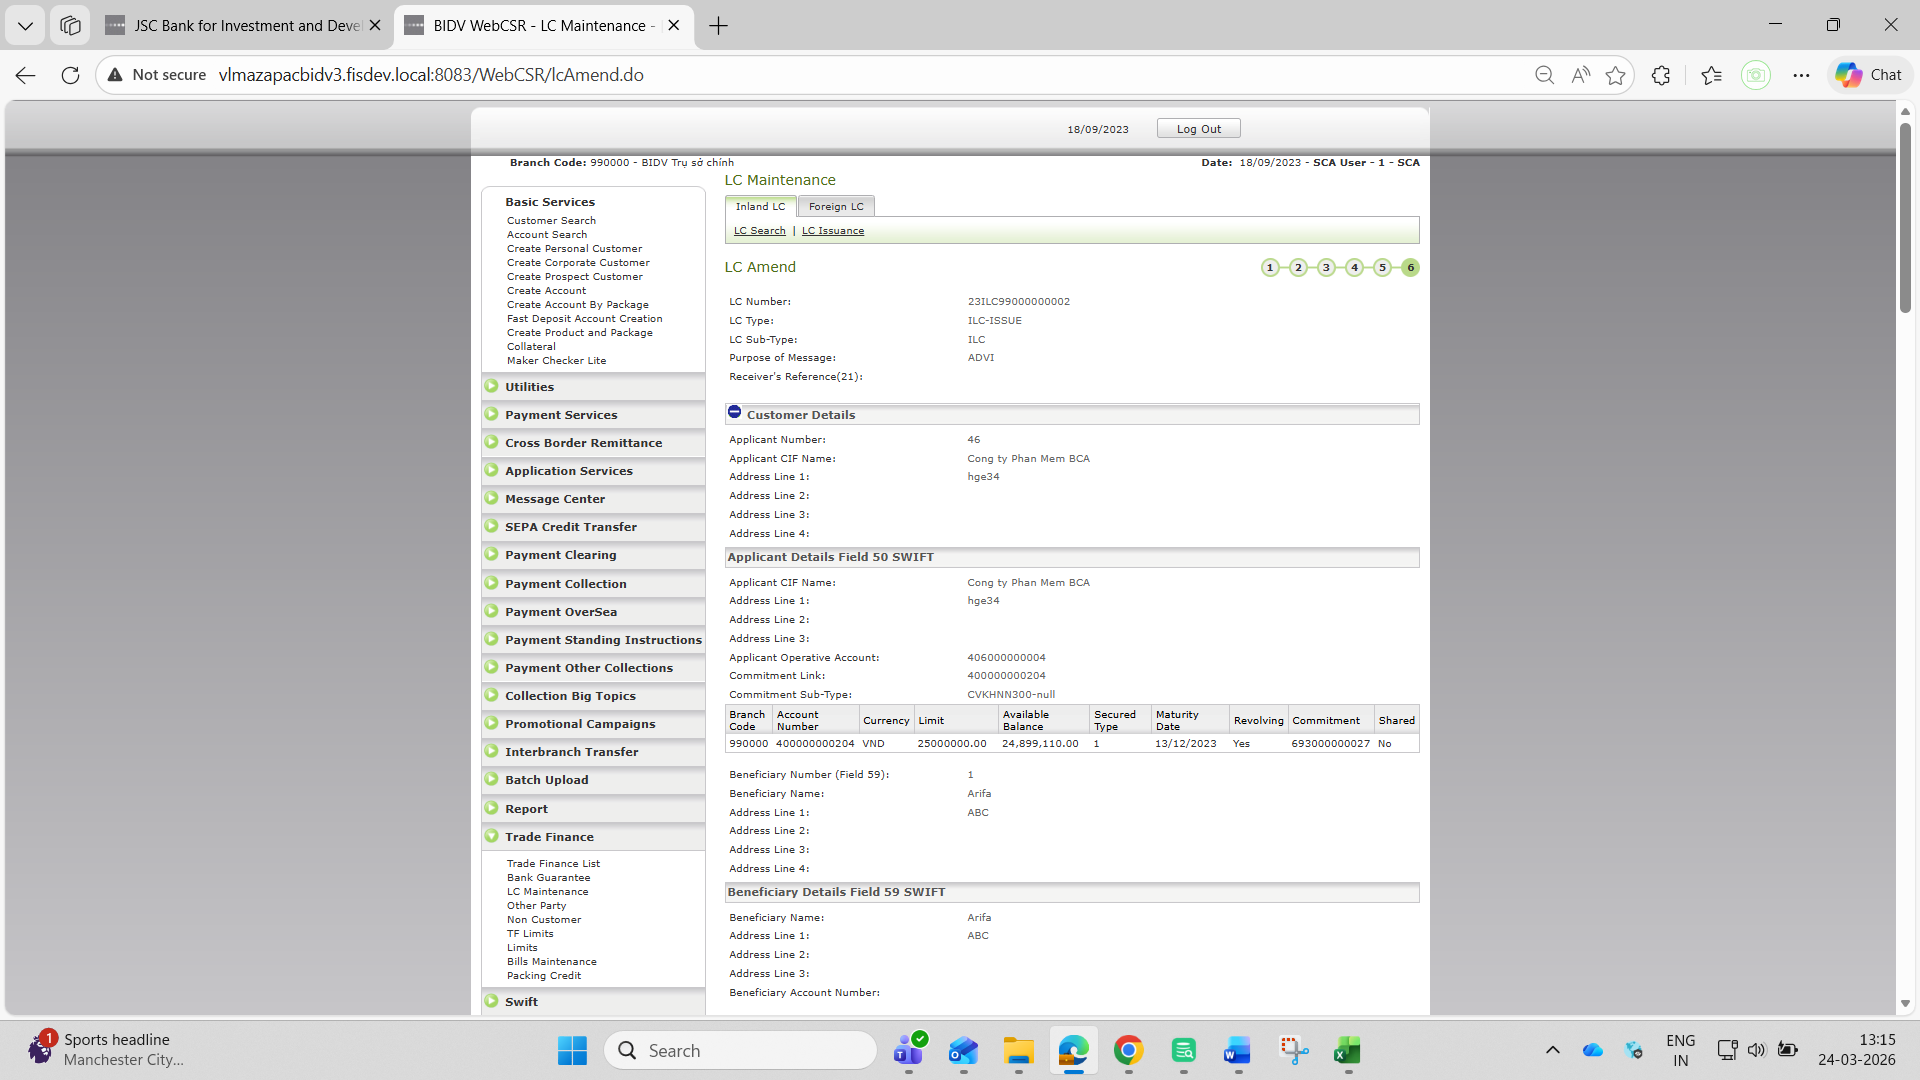 JSC Bank for Investment and Deve
BIDV WebCSR - LC Maintenance -
Not secure
vlmazapacbidv3.fisdev.local:8083/WebCSR/lcAmend.do
Chat
18/09/2023
Log Out
Branch Code: 990000 - BIDV Trụ sở chính
Date: 18/09/2023 - SCA User - 1 - SCA
Basic Services
Customer Search
Account Search
Create Personal Customer
Create Corporate Customer
Create Prospect Customer
Create Account
Create Account By Package
Fast Deposit Account Creation
Create Product and Package
Collateral
Maker Checker Lite
Utilities
Payment Services
Cross Border Remittance
Application Services
Message Center
SEPA Credit Transfer
Payment Clearing
Payment Collection
Payment OverSea
Payment Standing Instructions
Payment Other Collections
Collection Big Topics
Promotional Campaigns
Interbranch Transfer
Batch Upload
Report
Trade Finance
Trade Finance List
Bank Guarantee
LC Maintenance
Other Party
Non Customer
TF Limits
Limits
Bills Maintenance
Packing Credit
Swift
LC Maintenance
Inland LC Foreign LC
LC Search | LC Issuance
LC Amend
1 2 3 4 5 6
LC Number: 23ILC99000000002
LC Type: ILC-ISSUE
LC Sub-Type: ILC
Purpose of Message: ADVI
Receiver's Reference(21):
Customer Details
Applicant Number: 46
Applicant CIF Name: Cong ty Phan Mem BCA
Address Line 1: hge34
Address Line 2:
Address Line 3:
Address Line 4:
Applicant Details Field 50 SWIFT
Applicant CIF Name: Cong ty Phan Mem BCA
Address Line 1: hge34
Address Line 2:
Address Line 3:
Applicant Operative Account: 406000000004
Commitment Link: 400000000204
Commitment Sub-Type: CVKHNN300-null
Branch Code Account Number Currency Limit Available Balance Secured Type Maturity Date Revolving Commitment Shared
990000 400000000204 VND 25000000.00 24,899,110.00 1 13/12/2023 Yes 693000000027 No
Beneficiary Number (Field 59): 1
Beneficiary Name: Arifa
Address Line 1: ABC
Address Line 2:
Address Line 3:
Address Line 4:
Beneficiary Details Field 59 SWIFT
Beneficiary Name: Arifa
Address Line 1: ABC
Address Line 2:
Address Line 3:
Beneficiary Account Number:
1
Sports headline
Manchester City...
Search
ENG
IN
13:15
24-03-2026